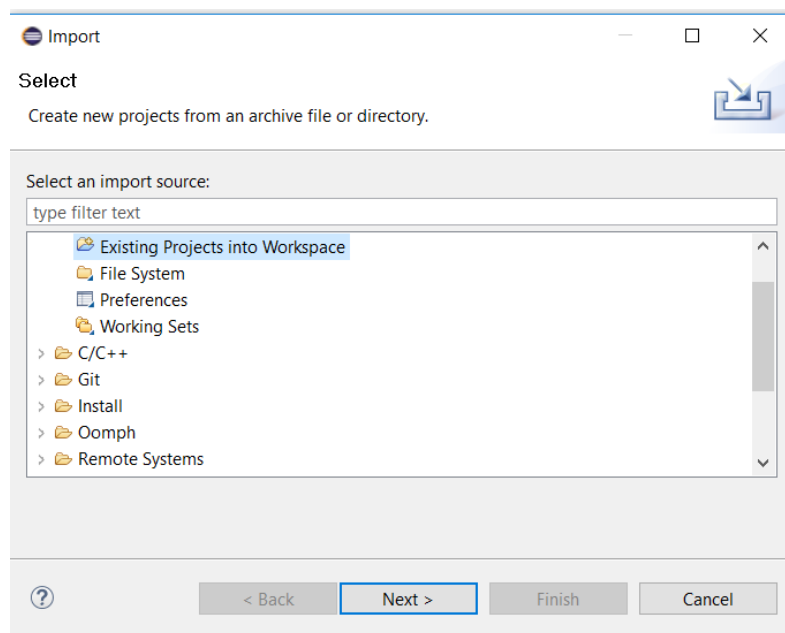 Import
Select
Create new projects from an archive file or directory.
Select an import source:
type filter text
Existing Projects into Workspace
File System
Preferences
Working Sets
> C/C++
> Git
> Install
> Oomph
> Remote Systems
? < Back Next > Finish Cancel